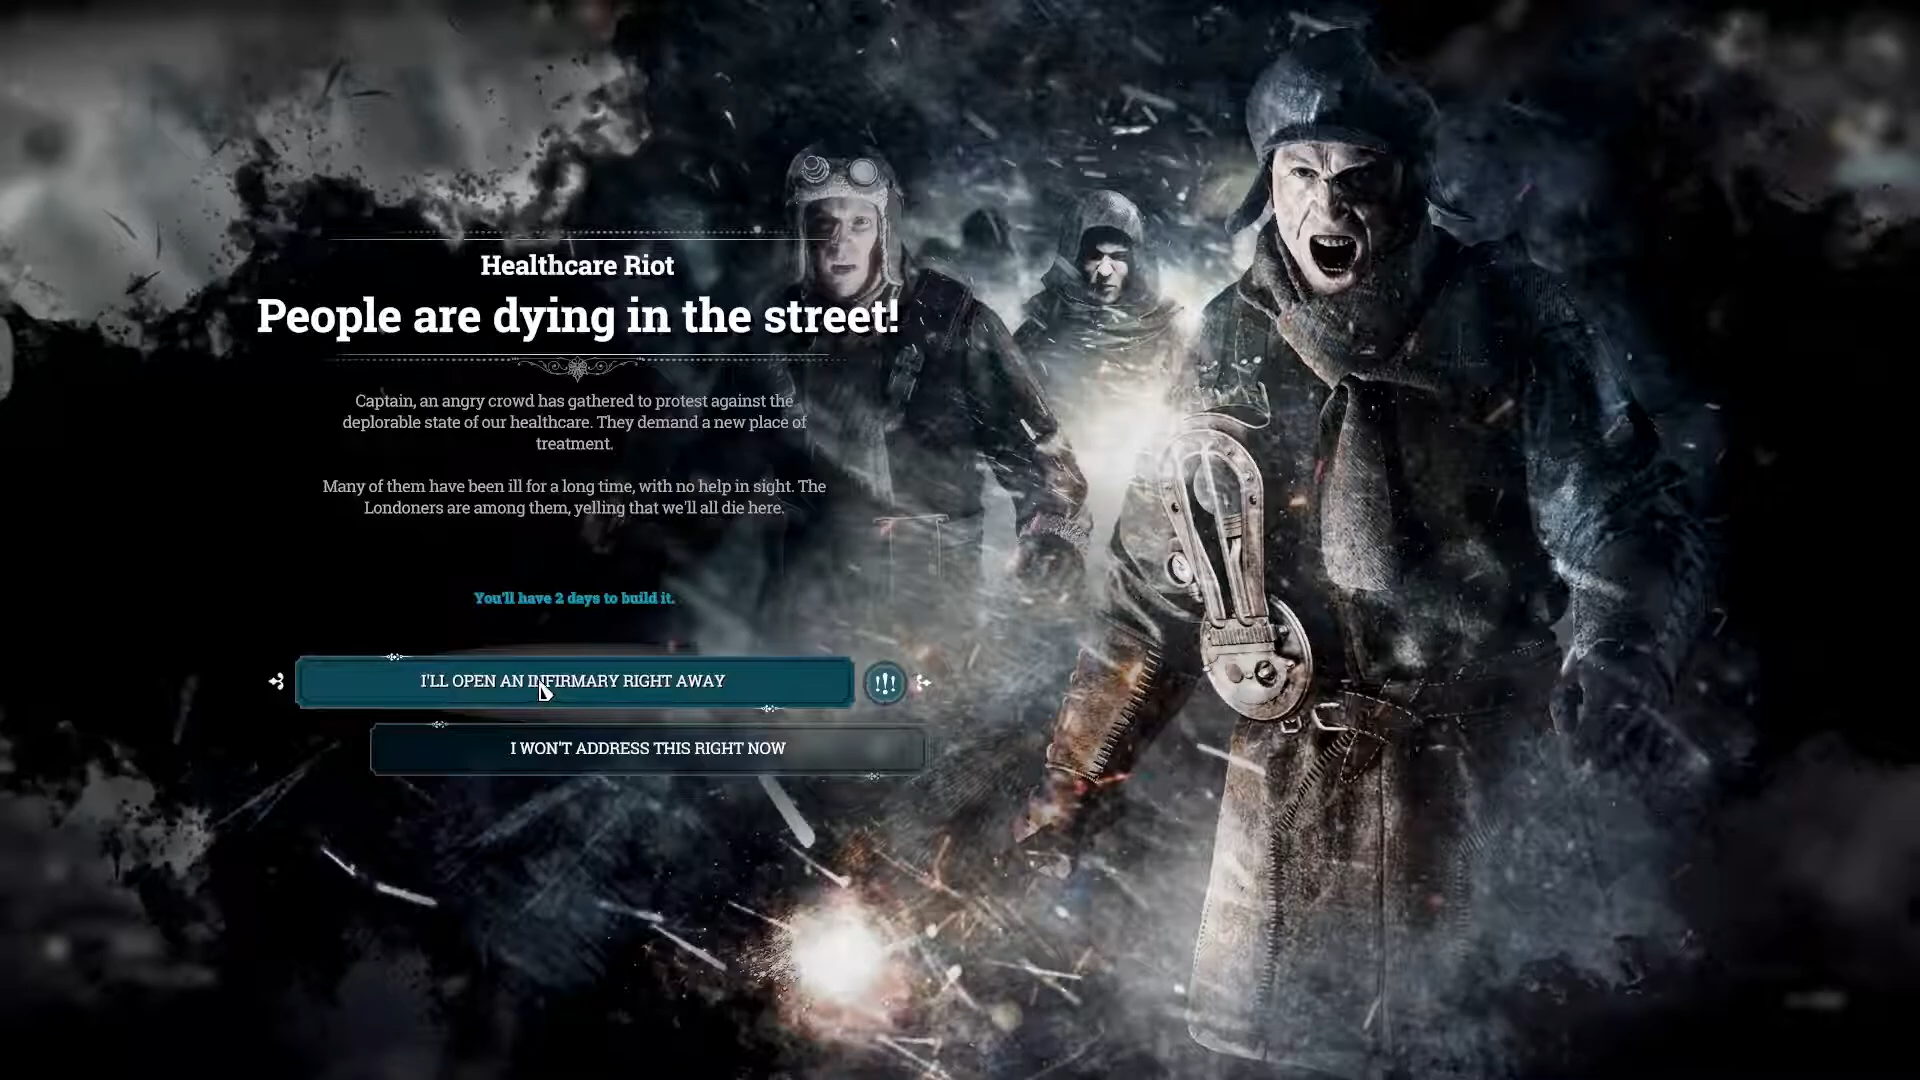 Healthcare Riot
People are dying in the street!
Captain, an angry crowd has gathered to protest against the
deplorable state of our healthcare. They demand a new place of
treatment.
Many of them have been ill for a long time, with no help in sight. The
Londoners are among them, yelling that we'll all die here.
You'll have 2 days to build it.
I'LL OPEN AN INFIRMARY RIGHT AWAY
!!!
I WON'T ADDRESS THIS RIGHT NOW